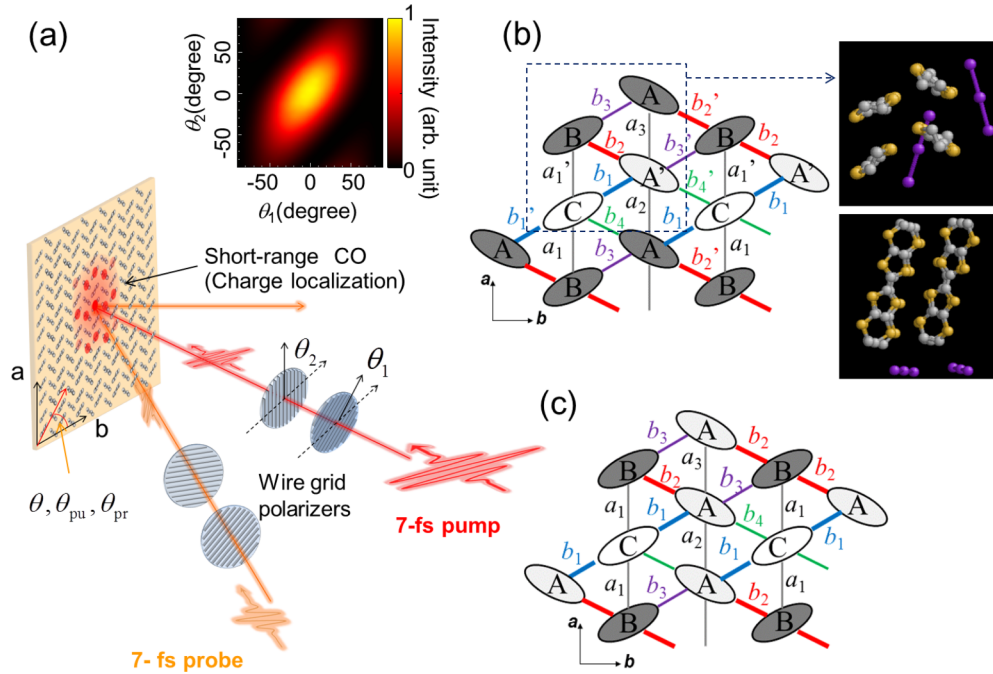 (a)
1
0
Intensity (arb. unit)
θ₂(degree)
50
0
-50
-50
0
50
θ₁(degree)
Short-range CO
(Charge localization)
a
b
θ, θpu, θpr
θ₂
θ₁
Wire grid
polarizers
7-fs pump
7- fs probe
(b)
A
b₃
b₂'
a₃
B
b₂
b₃'
B
b₂
a₁'
b₁
A'
b₄'
a₁'
A'
b₁'
C
b₄
a₂
b₁'
C
b₁
A
a₁
b₃
A
a₁
B
b₂'
B
a
b
(c)
A
b₃
b₂
a₃
B
b₂
b₃
B
b₂
a₁
b₁
A
b₄
a₁
A
b₁
C
a₂
b₁
C
b₁
A
a₁
b₃
A
a₁
B
b₂
B
a
b